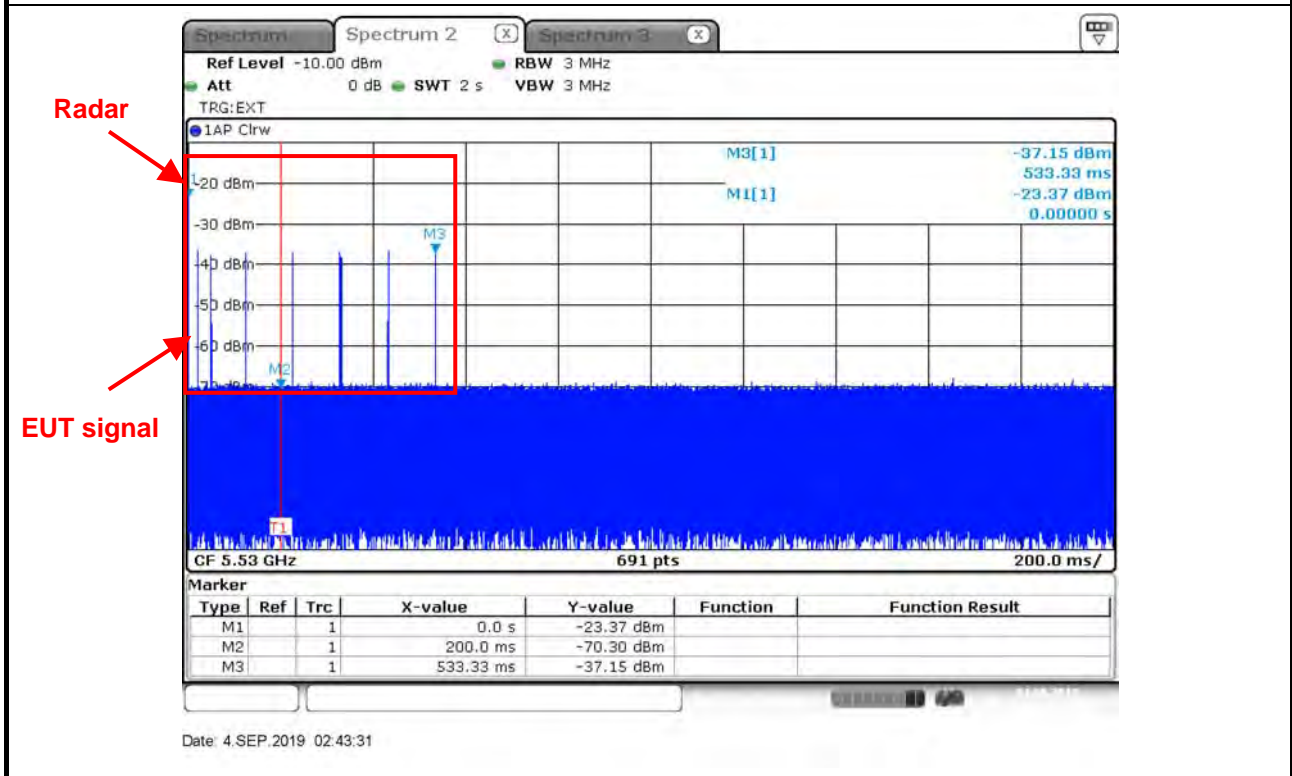 Spectrum Spectrum 2 X Spectrum 3 X
Ref Level -10.00 dBm RBW 3 MHz
Att 0 dB SWT 2 s VBW 3 MHz
TRG:EXT
1AP Clrw
Radar
M3[1] -37.15 dBm
533.33 ms
M1[1] -23.37 dBm
0.00000 s
-20 dBm
-30 dBm
M3
-40 dBm
-50 dBm
-60 dBm
M2
-70 dBm
EUT signal
T1
CF 5.53 GHz 691 pts 200.0 ms/
Marker
Type Ref Trc X-value Y-value Function Function Result
M1 1 0.0 s -23.37 dBm
M2 1 200.0 ms -70.30 dBm
M3 1 533.33 ms -37.15 dBm
Date: 4.SEP.2019 02:43:31